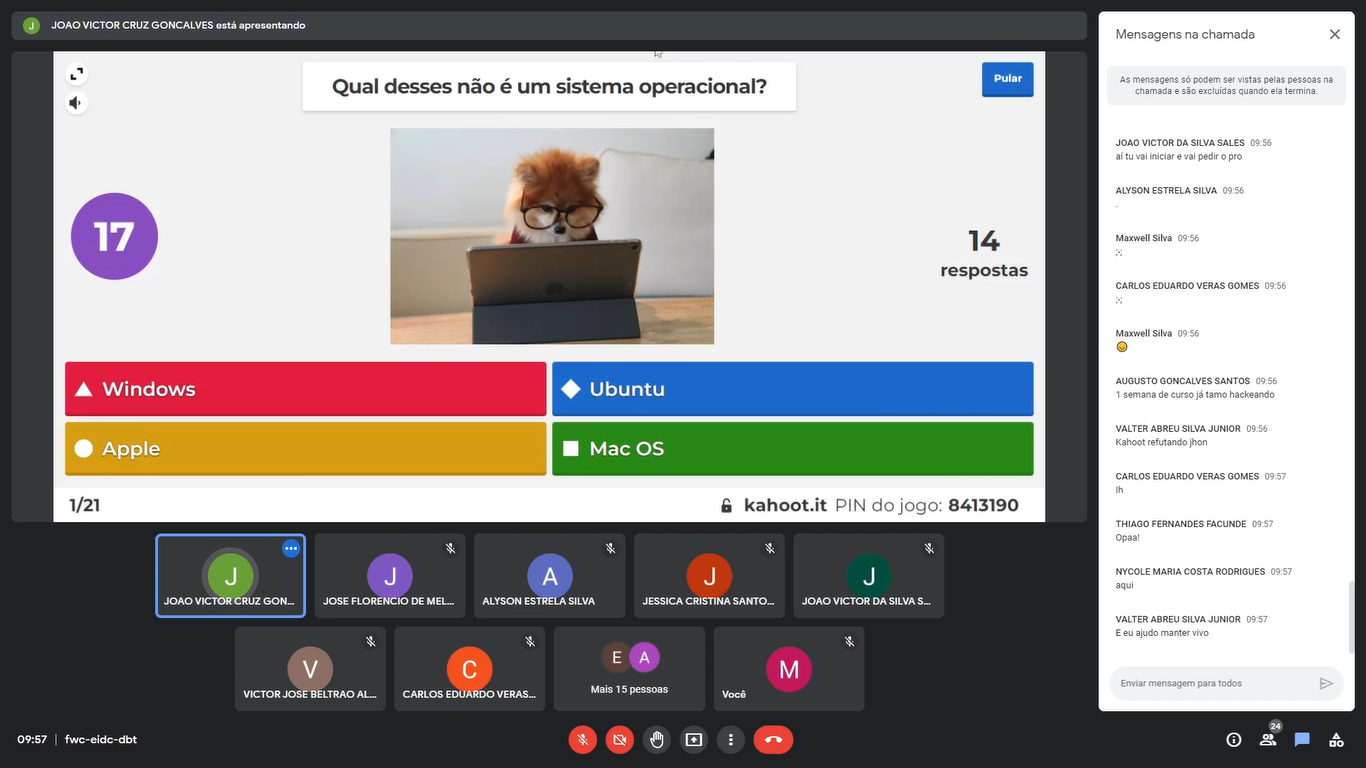 J JOAO VICTOR CRUZ GONCALVES está apresentando
Qual desses não é um sistema operacional?
Pular
17
14
respostas
Windows
Ubuntu
Apple
Mac OS
1/21
kahoot.it PIN do jogo: 8413190
J
JOAO VICTOR CRUZ GON...
J
JOSE FLORENCIO DE MEL...
A
ALYSON ESTRELA SILVA
J
JESSICA CRISTINA SANTO...
J
JOAO VICTOR DA SILVA S...
V
VICTOR JOSE BELTRAO AL...
C
CARLOS EDUARDO VERAS...
E A
Mais 15 pessoas
M
Você
09:57 | fwc-eidc-dbt
24
Mensagens na chamada
As mensagens só podem ser vistas pelas pessoas na
chamada e são excluídas quando ela termina.
JOAO VICTOR DA SILVA SALES 09:56
aí tu vai iniciar e vai pedir o pro
ALYSON ESTRELA SILVA 09:56
.
Maxwell Silva 09:56
CARLOS EDUARDO VERAS GOMES 09:56
Maxwell Silva 09:56
AUGUSTO GONCALVES SANTOS 09:56
1 semana de curso já tamo hackeando
VALTER ABREU SILVA JUNIOR 09:56
Kahoot refutando jhon
CARLOS EDUARDO VERAS GOMES 09:57
Ih
THIAGO FERNANDES FACUNDE 09:57
Opaa!
NYCOLE MARIA COSTA RODRIGUES 09:57
aqui
VALTER ABREU SILVA JUNIOR 09:57
E eu ajudo manter vivo
Enviar mensagem para todos